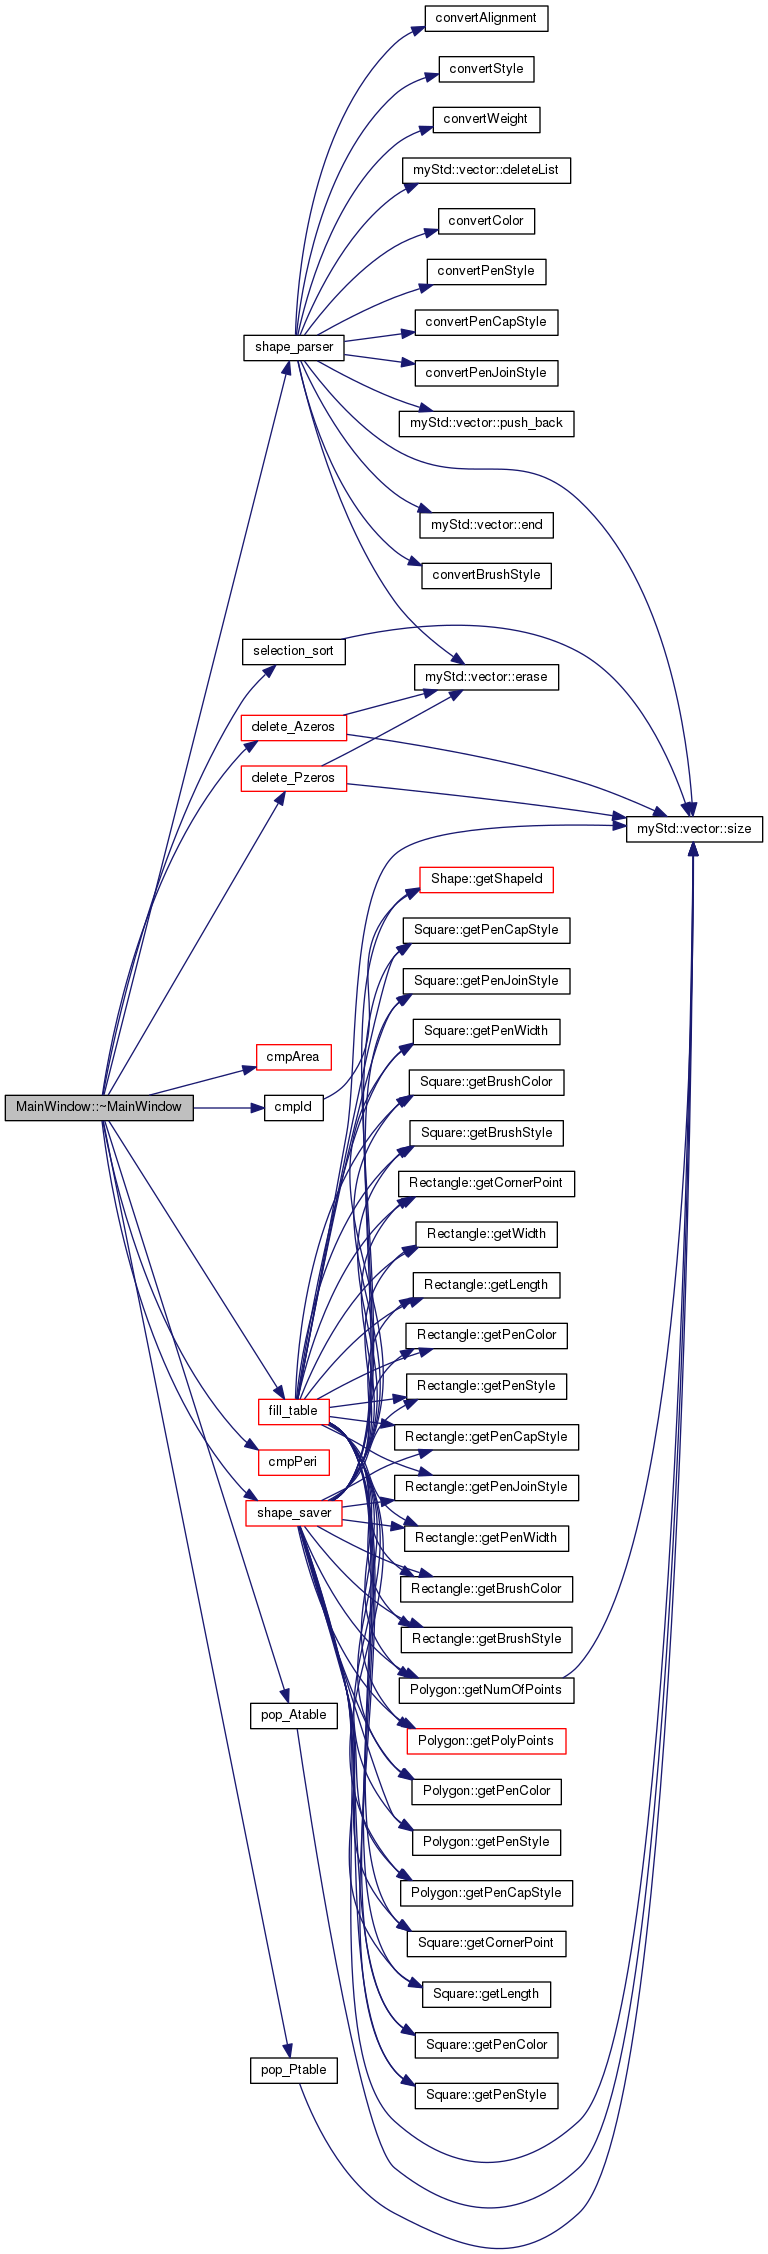 convertAlignment
convertStyle
convertWeight
myStd::vector::deleteList
convertColor
convertPenStyle
convertPenCapStyle
shape_parser
convertPenJoinStyle
myStd::vector::push_back
myStd::vector::end
convertBrushStyle
selection_sort
myStd::vector::erase
delete_Azeros
delete_Pzeros
myStd::vector::size
Shape::getShapeId
Square::getPenCapStyle
Square::getPenJoinStyle
Square::getPenWidth
cmpArea
Square::getBrushColor
MainWindow::~MainWindow
cmpId
Square::getBrushStyle
Rectangle::getCornerPoint
Rectangle::getWidth
Rectangle::getLength
Rectangle::getPenColor
Rectangle::getPenStyle
fill_table
Rectangle::getPenCapStyle
cmpPeri
Rectangle::getPenJoinStyle
shape_saver
Rectangle::getPenWidth
Rectangle::getBrushColor
Rectangle::getBrushStyle
Polygon::getNumOfPoints
pop_Atable
Polygon::getPolyPoints
Polygon::getPenColor
Polygon::getPenStyle
Polygon::getPenCapStyle
Square::getCornerPoint
Square::getLength
Square::getPenColor
pop_Ptable
Square::getPenStyle